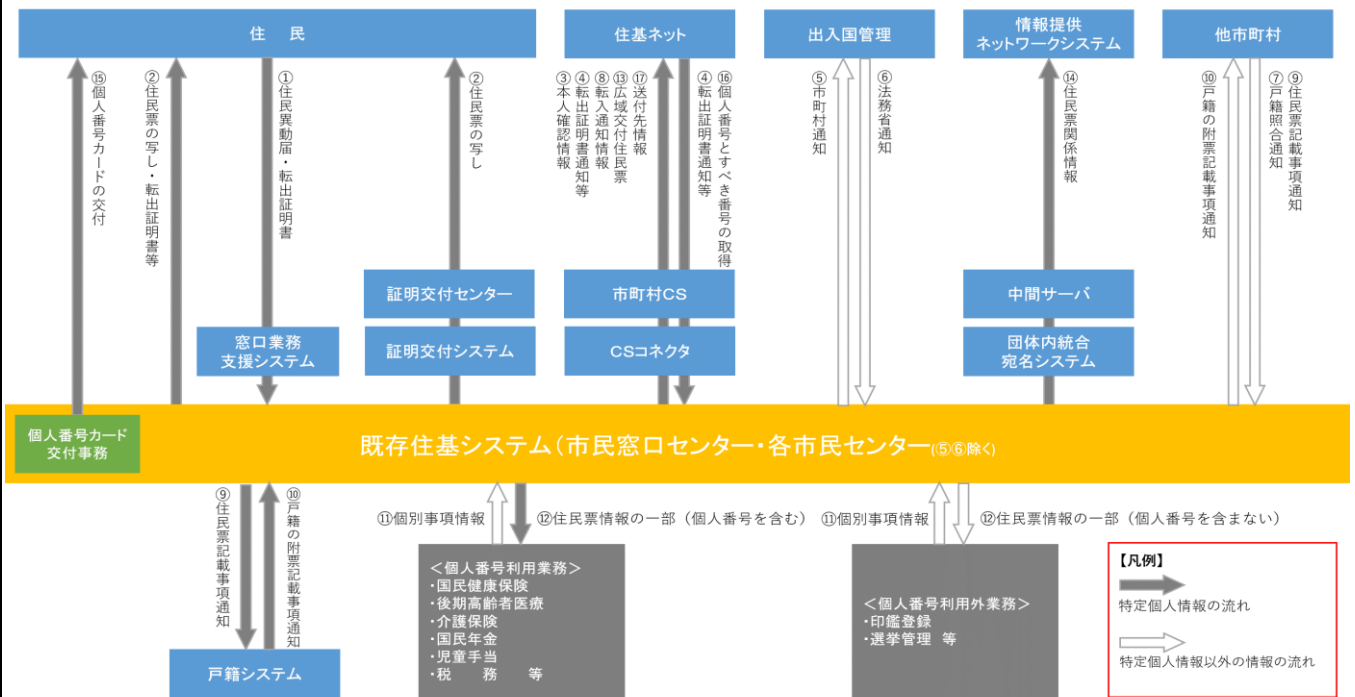 住　民
住基ネット
出入国管理
情報提供
ネットワークシステム
他市町村
⑮個人番号カードの交付
②住民票の写し・転出証明書等
①住民異動届・転出証明書
②住民票の写し
③本人確認情報
④転出証明書通知等
⑧転入通知情報
⑬広域交付住民票
⑰送付先情報
④転出証明書通知等
⑯個人番号とすべき番号の取得
⑤市町村通知
⑥法務省通知
⑭住民票関係情報
⑩戸籍の附票記載事項通知
⑦戸籍照合通知
⑨住民票記載事項通知
証明交付センター
市町村CS
中間サーバ
窓口業務
支援システム
証明交付システム
CSコネクタ
団体内統合
宛名システム
個人番号カード
交付事務
既存住基システム(市民窓口センター・各市民センター(⑤⑥除く)
⑨住民票記載事項通知
⑩戸籍の附票記載事項通知
⑪個別事項情報
⑫住民票情報の一部（個人番号を含む）
⑪個別事項情報
⑫住民票情報の一部（個人番号を含まない）
戸籍システム
＜個人番号利用業務＞
・国民健康保険
・後期高齢者医療
・介護保険
・国民年金
・児童手当
・税　務　等
＜個人番号利用外業務＞
・印鑑登録
・選挙管理 等
【凡例】
特定個人情報の流れ
特定個人情報以外の情報の流れ